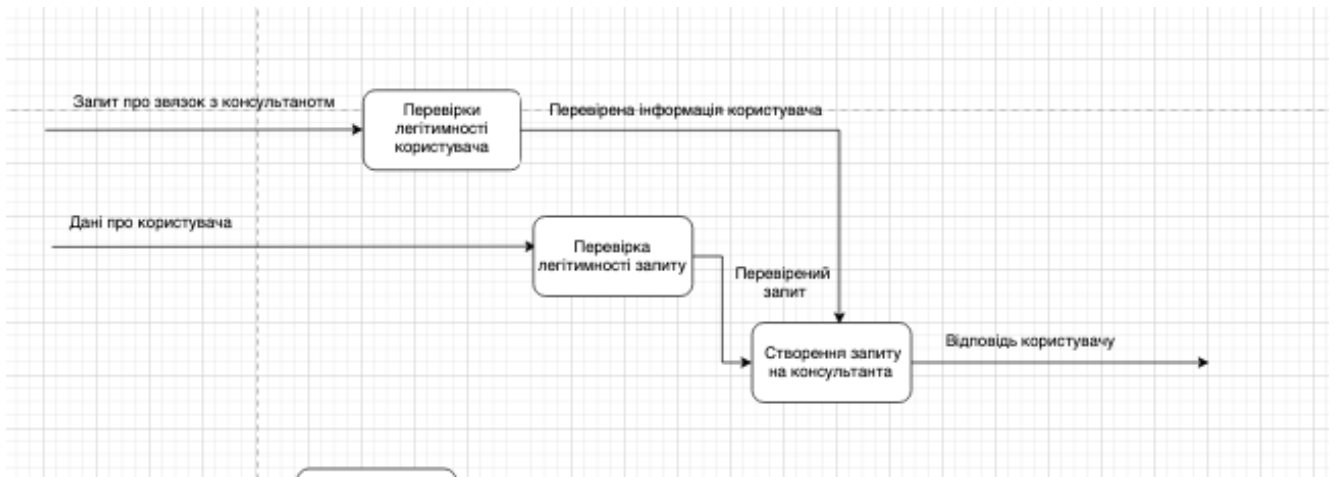 Запит про звязок з консультанотм
Перевірки
легітимності
користувача
Перевірена інформація користувача
Дані про користувача
Перевірка
легітимності запиту
Перевірений
запит
Створення запиту
на консультанта
Відповідь користувачу